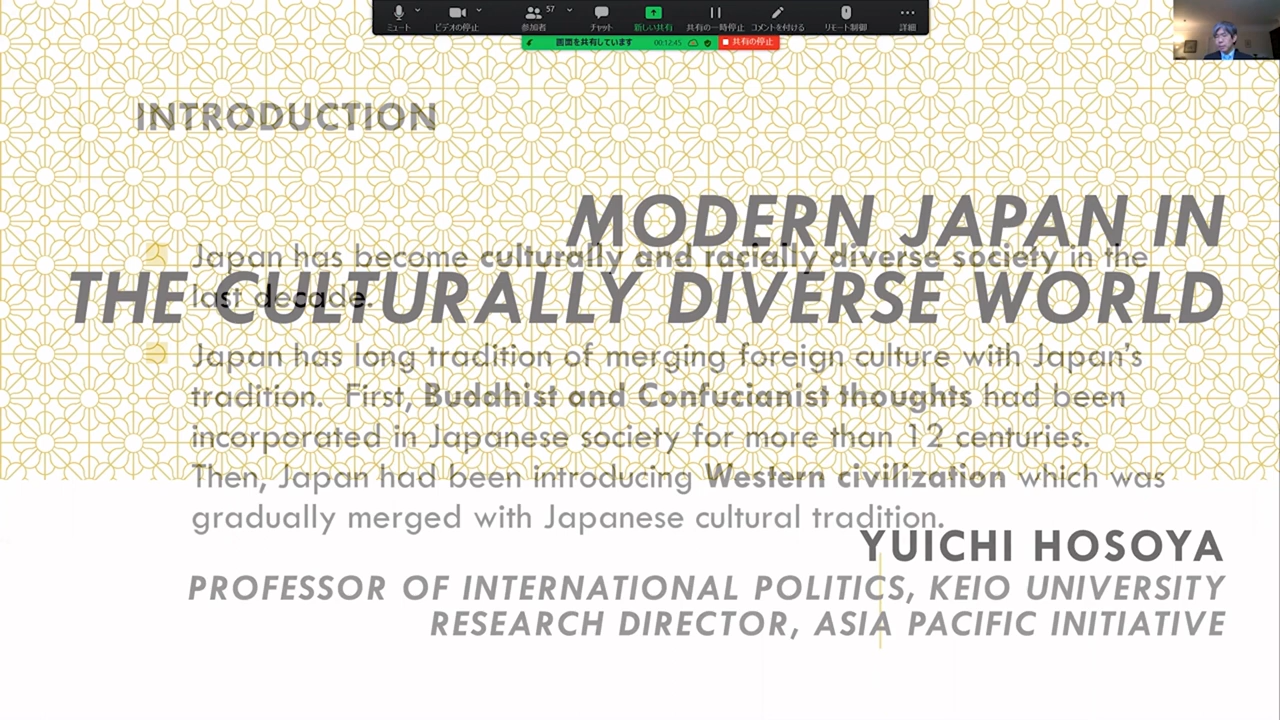 ミュート
ビデオの停止
57
参加者
チャット
新しい共有
共有の一時停止
コメントを付ける
リモート制御
詳細
画面を共有しています
00:12:45
共有の停止
INTRODUCTION
MODERN JAPAN IN
THE CULTURALLY DIVERSE WORLD
Japan has become culturally and racially diverse society in the
last decade.
Japan has long tradition of merging foreign culture with Japan's
tradition. First, Buddhist and Confucianist thoughts had been
incorporated in Japanese society for more than 12 centuries.
Then, Japan had been introducing Western civilization which was
gradually merged with Japanese cultural tradition.
YUICHI HOSOYA
PROFESSOR OF INTERNATIONAL POLITICS, KEIO UNIVERSITY
RESEARCH DIRECTOR, ASIA PACIFIC INITIATIVE